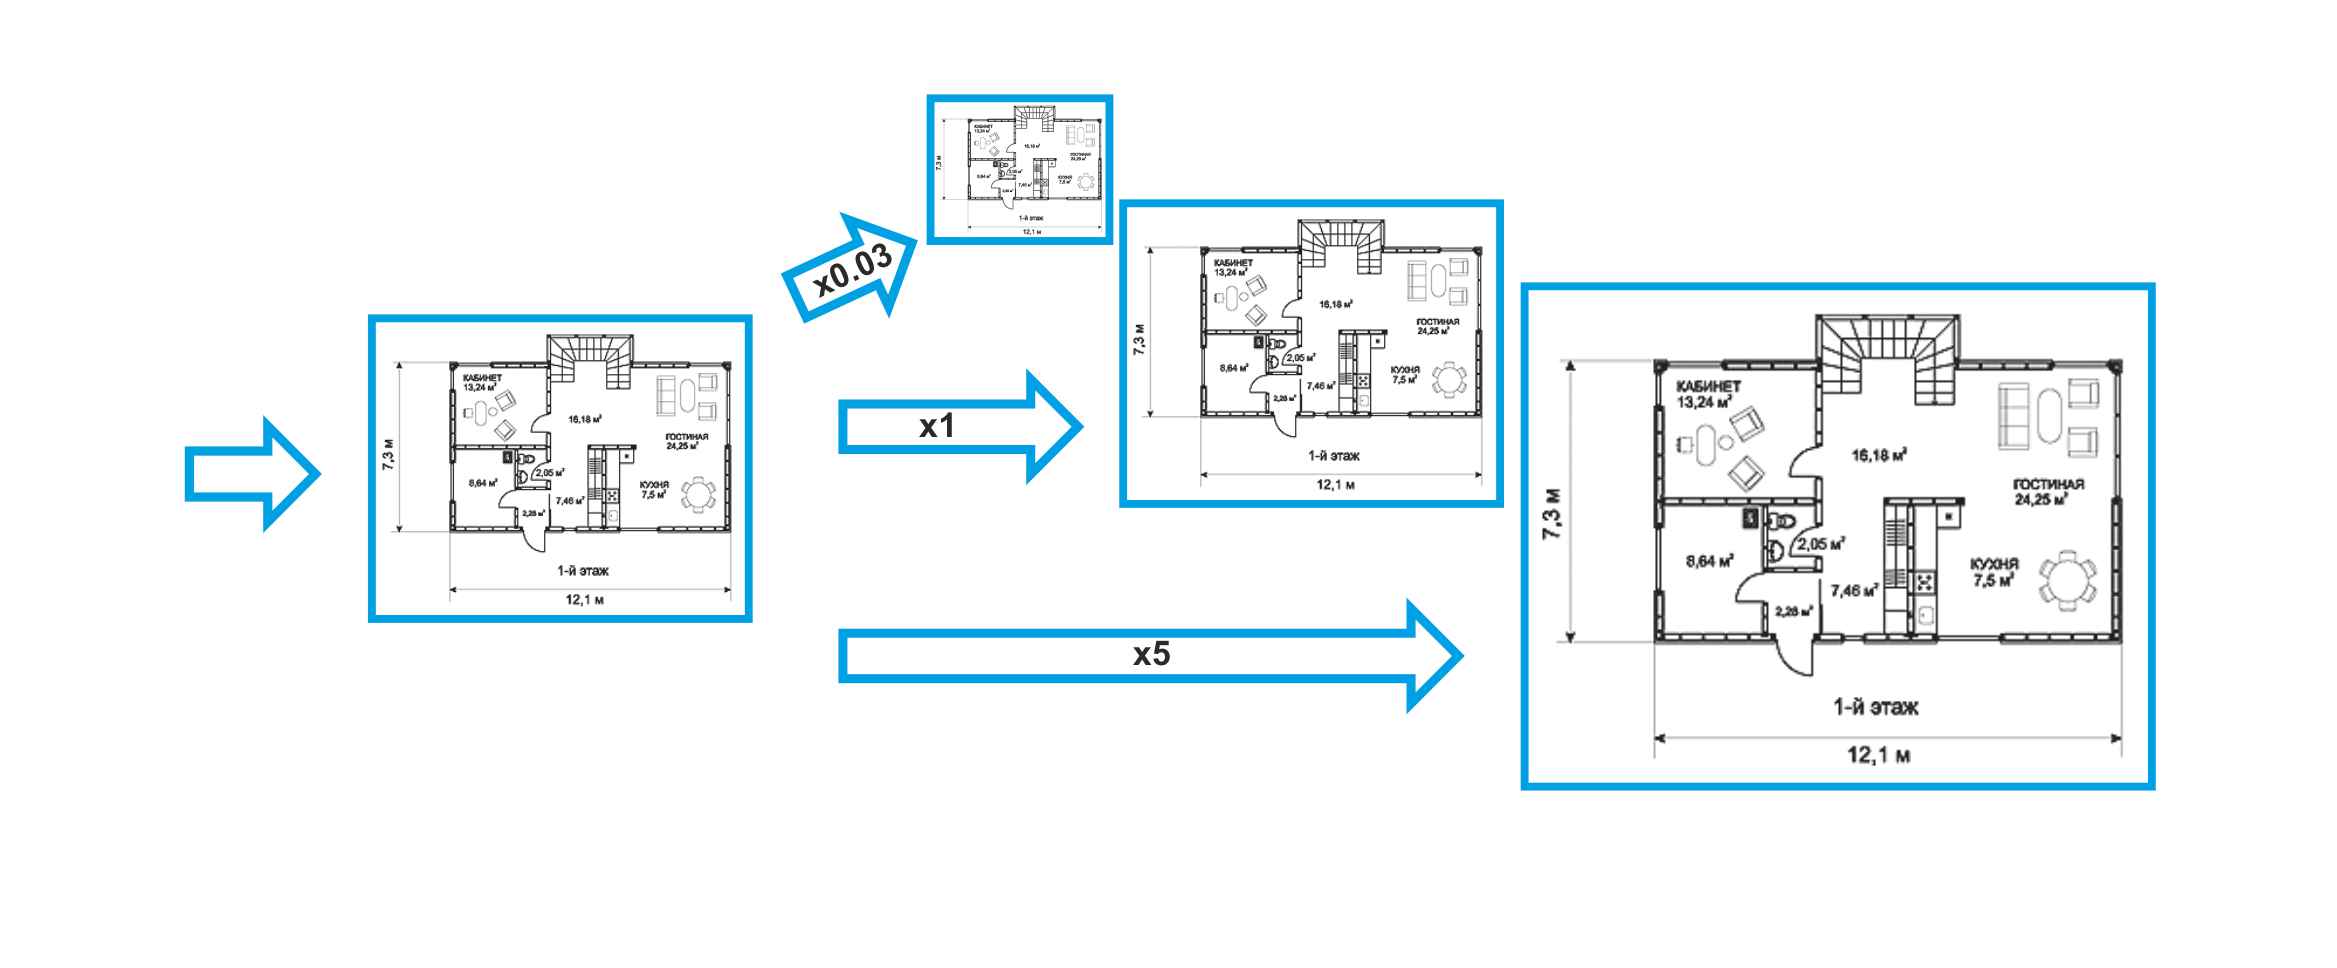 КАБИНЕТ
13,24 м²
16,18 м²
ГОСТИНАЯ
24,25 м²
7,3 м
8,64 м²
2,05 м²
КУХНЯ
7,5 м²
7,46 м²
2,28 м²
1-й этаж
12,1 м
x0.03
КАБИНЕТ
13,24 м²
16,18 м²
ГОСТИНАЯ
24,25 м²
7,3 м
8,64 м²
2,05 м²
КУХНЯ
7,5 м²
7,46 м²
2,28 м²
1-й этаж
12,1 м
x1
КАБИНЕТ
13,24 м²
16,18 м²
ГОСТИНАЯ
24,25 м²
7,3 м
8,64 м²
2,05 м²
КУХНЯ
7,5 м²
7,46 м²
2,28 м²
1-й этаж
12,1 м
x5
КАБИНЕТ
13,24 м²
16,18 м²
ГОСТИНАЯ
24,25 м²
7,3 м
8,64 м²
2,05 м²
КУХНЯ
7,5 м²
7,46 м²
2,28 м²
1-й этаж
12,1 м